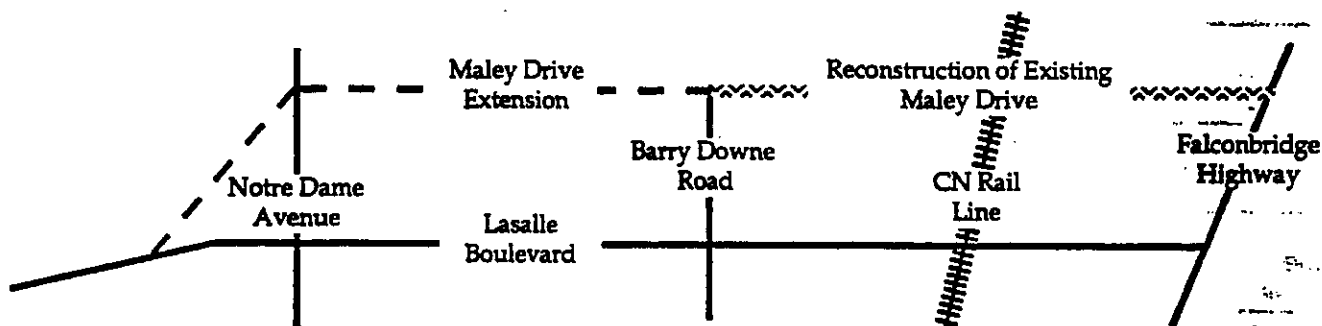 Maley Drive
Extension
Reconstruction of Existing
Maley Drive
Barry Downe
Road
Falconbridge
Highway
Notre Dame
Avenue
CN Rail
Line
Lasalle
Boulevard